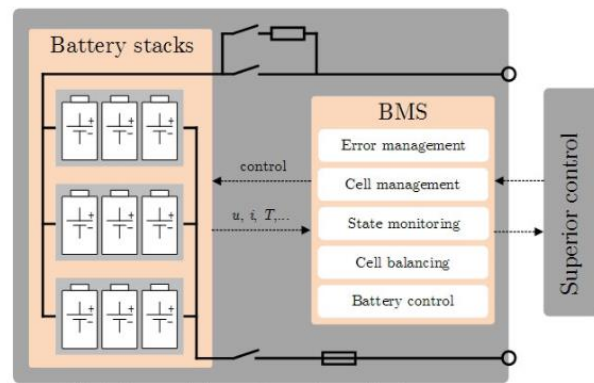 Battery stacks
BMS
Error management
Cell management
State monitoring
Cell balancing
Battery control
control
u, i, T,...
Superior control